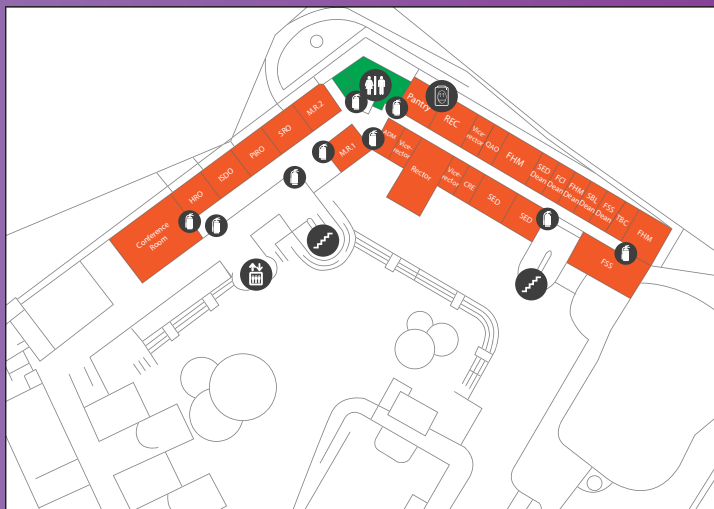 Conference
Room
HRO
ISDO
PIRO
SRO
M.R.2
M.R.1
ADM
Vice-
rector
Rector
Vice-
rector
CRE
SED
SED
Pantry
REC
Vice-
rector
QAO
FHM
SED
Dean
FCI
Dean
FHM
Dean
SBL
Dean
FSS
Dean
TBC
FHM
FSS